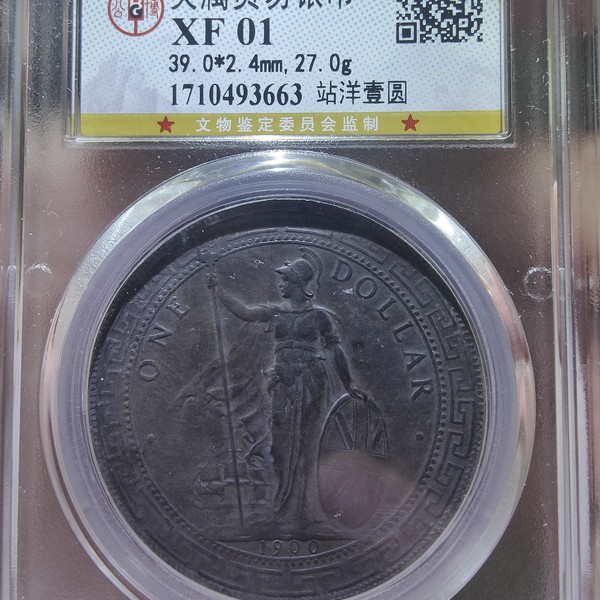 G
XF 01
39.0*2.4mm,27.0g
1710493663 站洋壹圆
★ 文物鉴定委员会监制 ★
ONE DOLLAR
1900